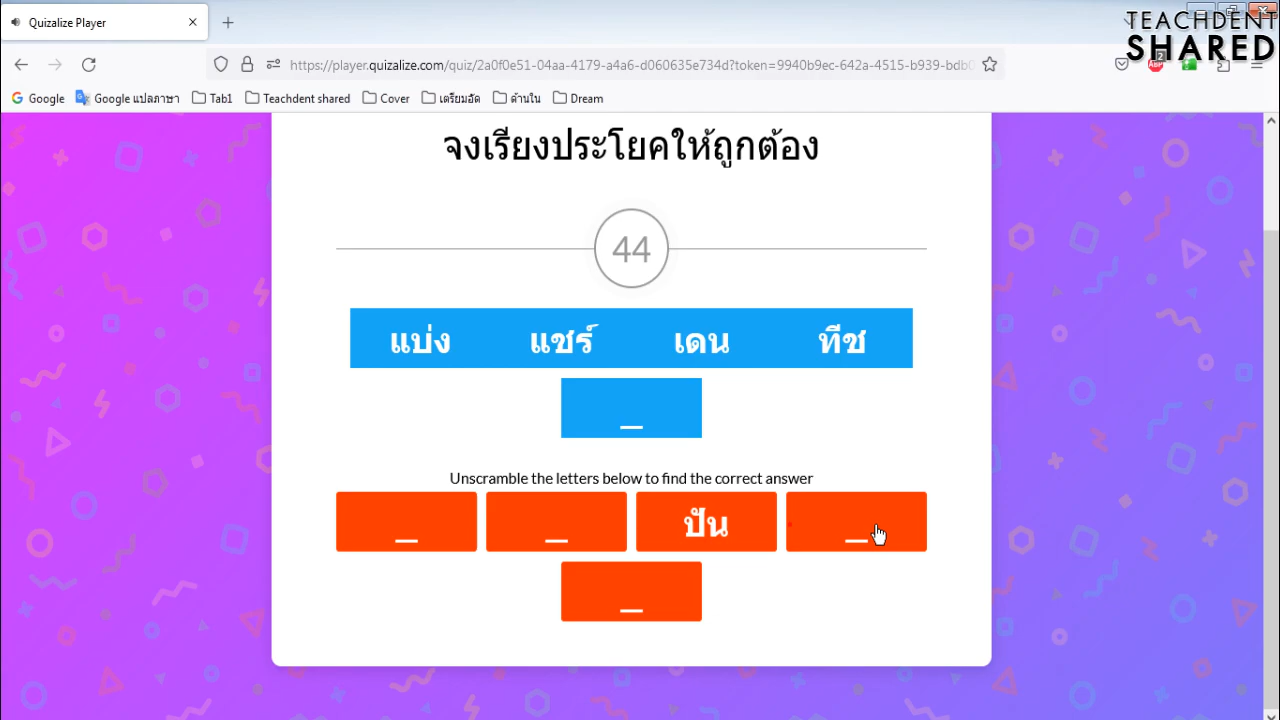 Quizalize Player
TEACHDENT
SHARED
https://player.quizalize.com/quiz/2a0f0e51-04aa-4179-a4a6-d060635e734d?token=9940b9ec-642a-4515-b939-bdb0
Google Google แปลภาษา Tab1 Teachdent shared Cover เตรียมอัด ด้านใน Dream
จงเรียงประโยคให้ถูกต้อง
44
แบ่ง แชร์ เดน ทีช
_
Unscramble the letters below to find the correct answer
_ _ ปัน _
_